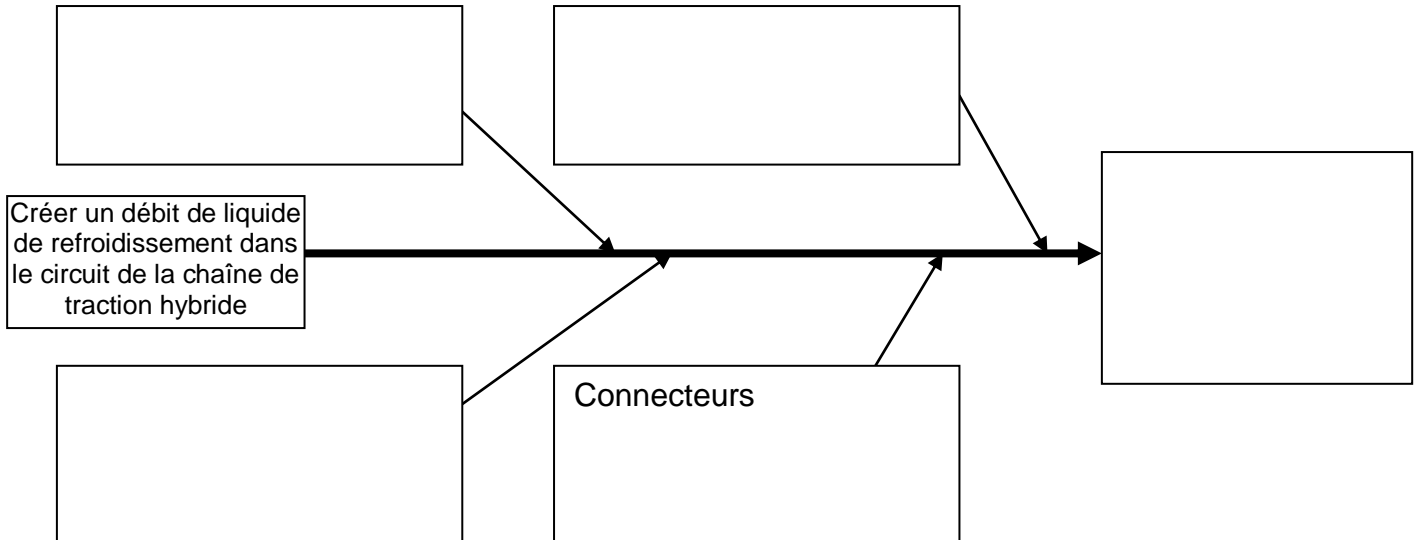 Créer un débit de liquide
de refroidissement dans
le circuit de la chaîne de
traction hybride
Connecteurs